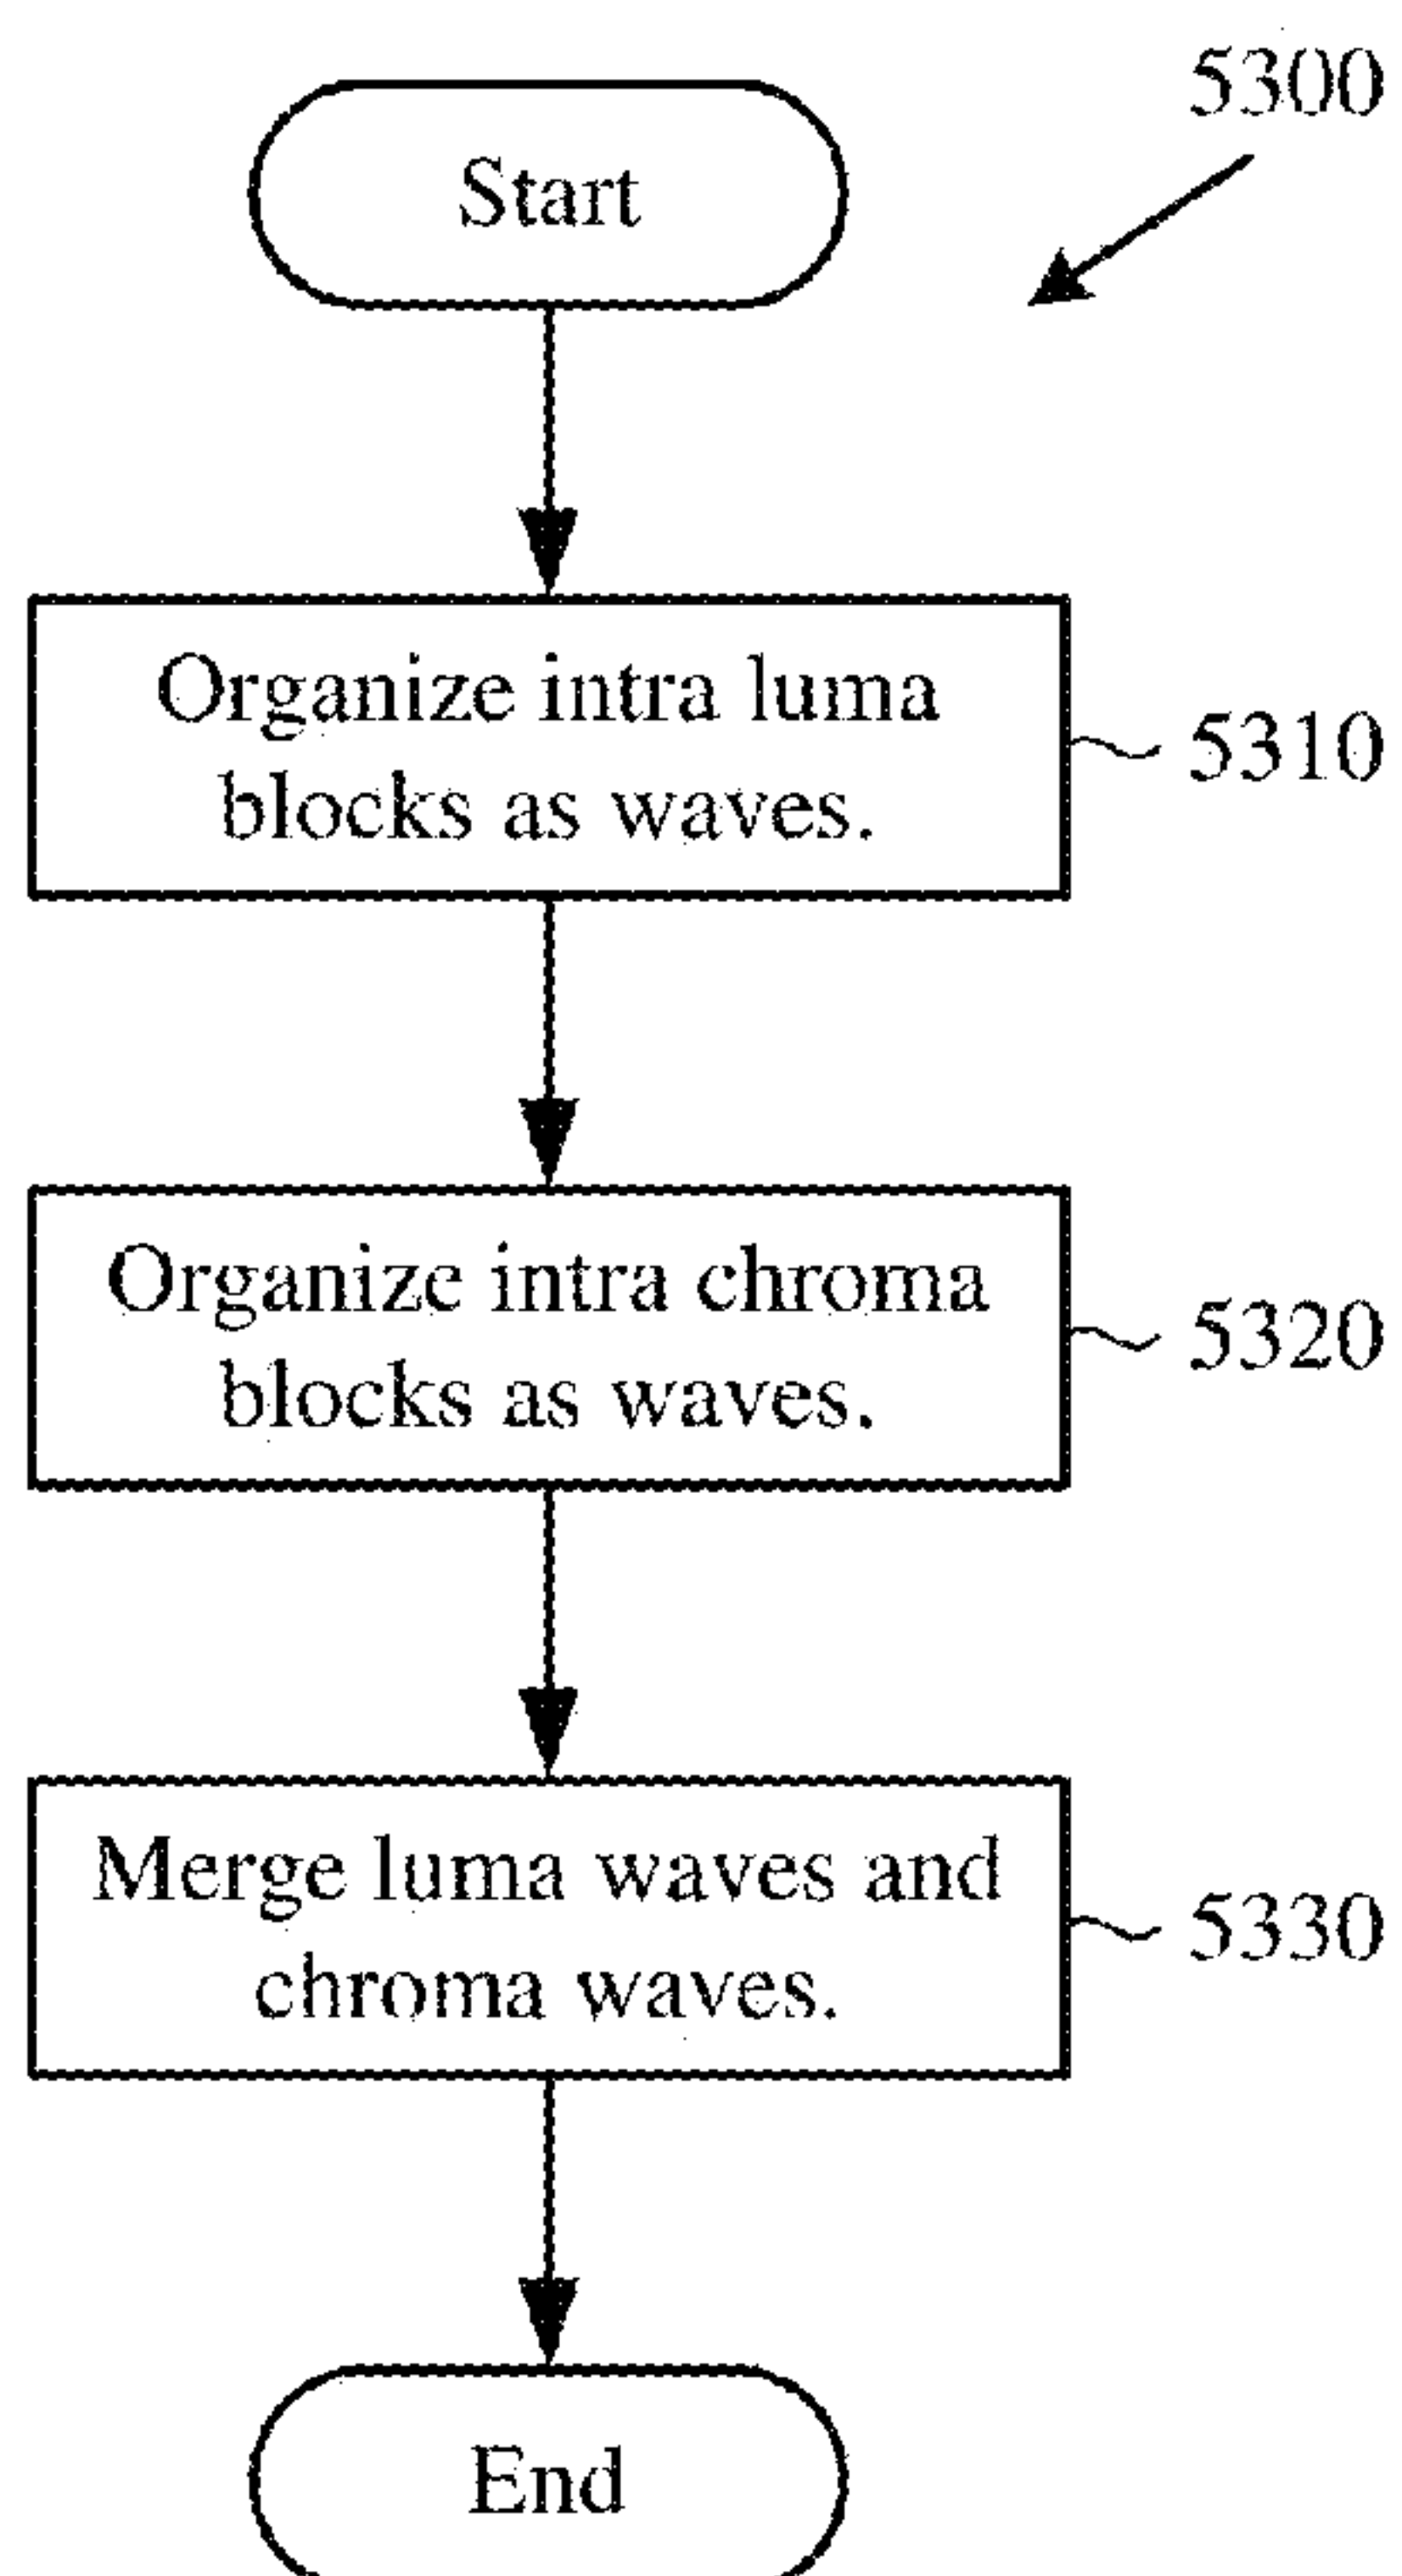 5300
Start
Organize intra luma
blocks as waves.
5310
Organize intra chroma
blocks as waves.
5320
Merge luma waves and
chroma waves.
5330
End